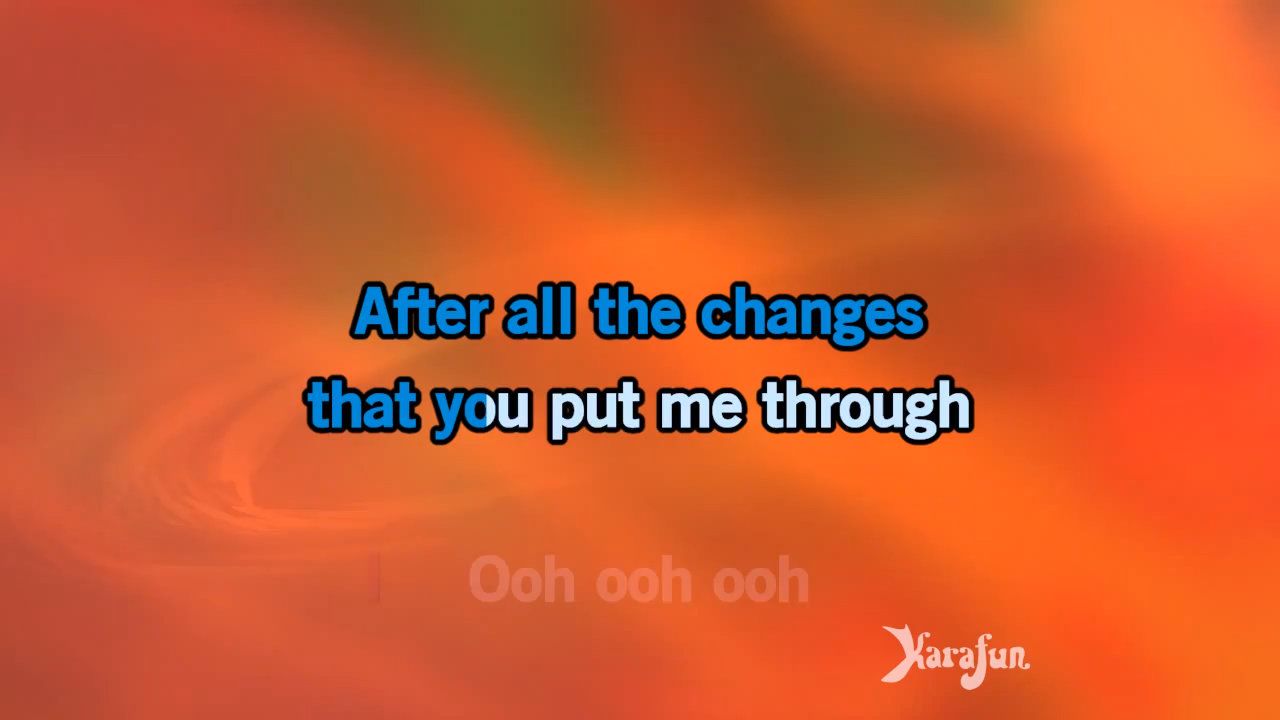 After all the changes
that you put me through
Ooh ooh ooh
Karafun